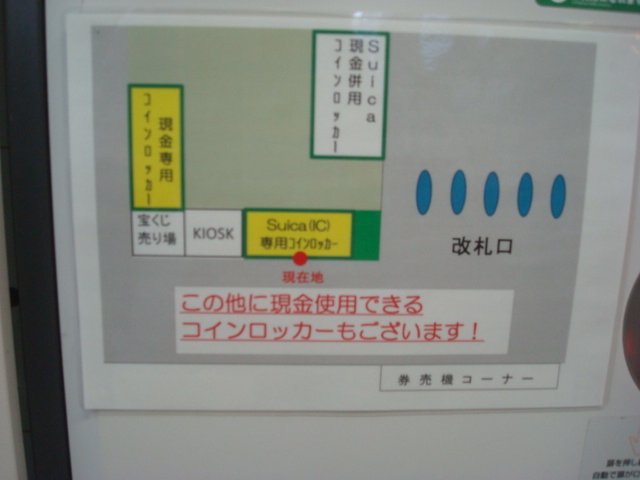 Suica
現金併用
コインロッカー
現金専用
コインロッカー
宝くじ
売り場
KIOSK
Suica(IC)
専用コインロッカー
現在地
改札口
この他に現金使用できる
コインロッカーもございます!
券売機コーナー
扉を押し